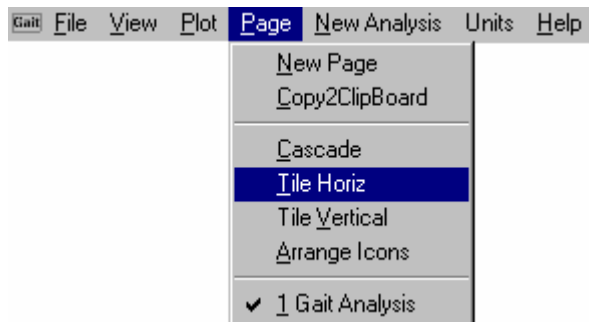 Gait File View Plot Page New Analysis Units Help
New Page
Copy2ClipBoard
Cascade
Tile Horiz
Tile Vertical
Arrange Icons
✔ 1 Gait Analysis